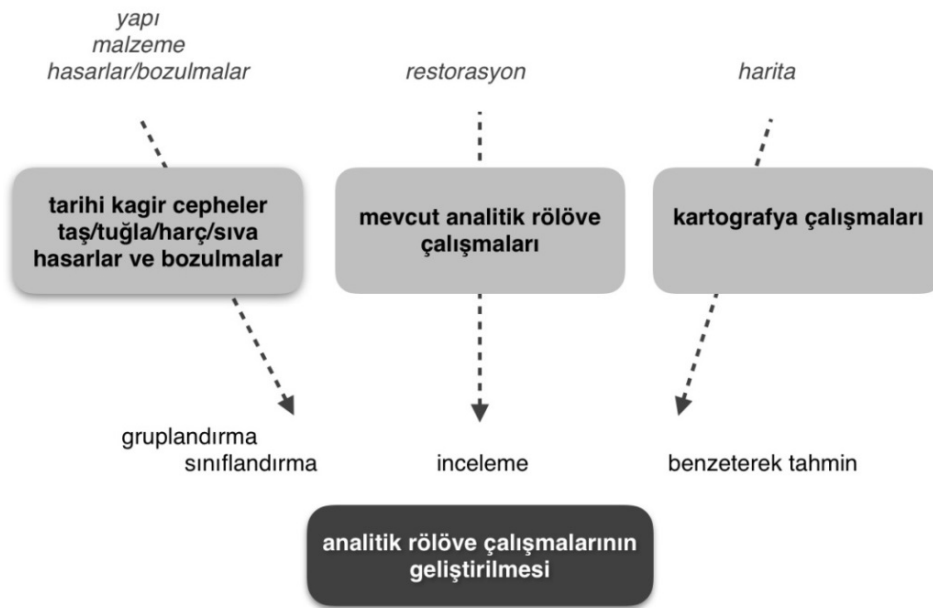 yapı
malzeme
hasarlar/bozulmalar
restorasyon
harita
tarihi kagir cepheler
taş/tuğla/harç/sıva
hasarlar ve bozulmalar
mevcut analitik rölöve
çalışmaları
kartografya çalışmaları
gruplandırma
sınıflandırma
inceleme
benzeterek tahmin
analitik rölöve çalışmalarının
geliştirilmesi